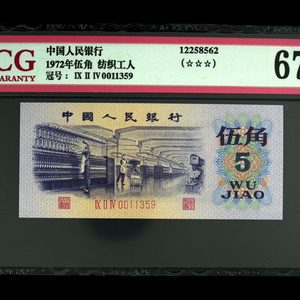 CG
WARRANTY
中国人民银行
1972年伍角 纺织工人
冠号: IX II IV 0011359
12258562
(☆☆☆)
67
中国人民银行
伍角
5
WU
JIAO
IX II IV 0011359